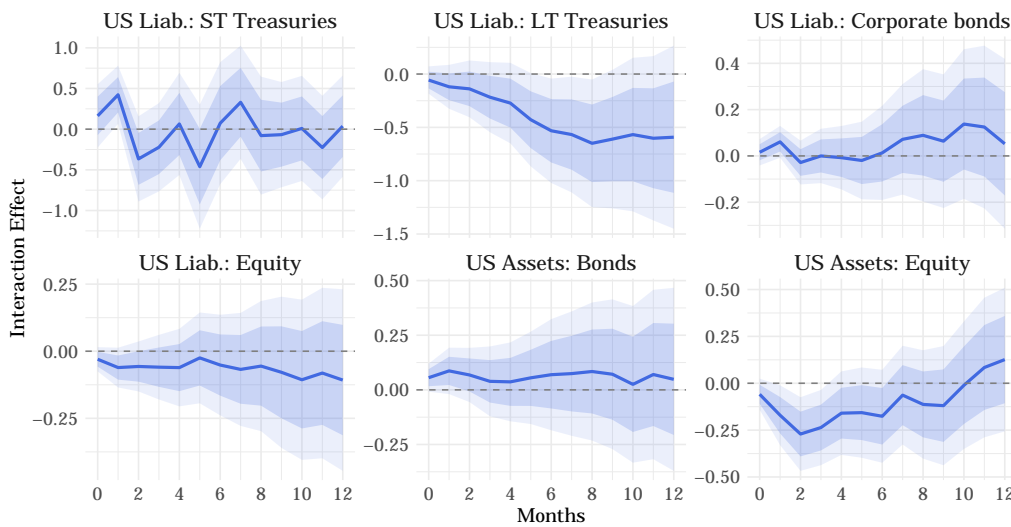 US Liab.: ST Treasuries
US Liab.: LT Treasuries
US Liab.: Corporate bonds
1.0
0.5
0.0
−0.5
−1.0
0.0
−0.5
−1.0
−1.5
0.4
0.2
0.0
−0.2
Interaction Effect
US Liab.: Equity
US Assets: Bonds
US Assets: Equity
0.25
0.00
−0.25
0.50
0.25
0.00
−0.25
0.50
0.25
0.00
−0.25
−0.50
0 2 4 6 8 10 12
0 2 4 6 8 10 12
0 2 4 6 8 10 12
Months